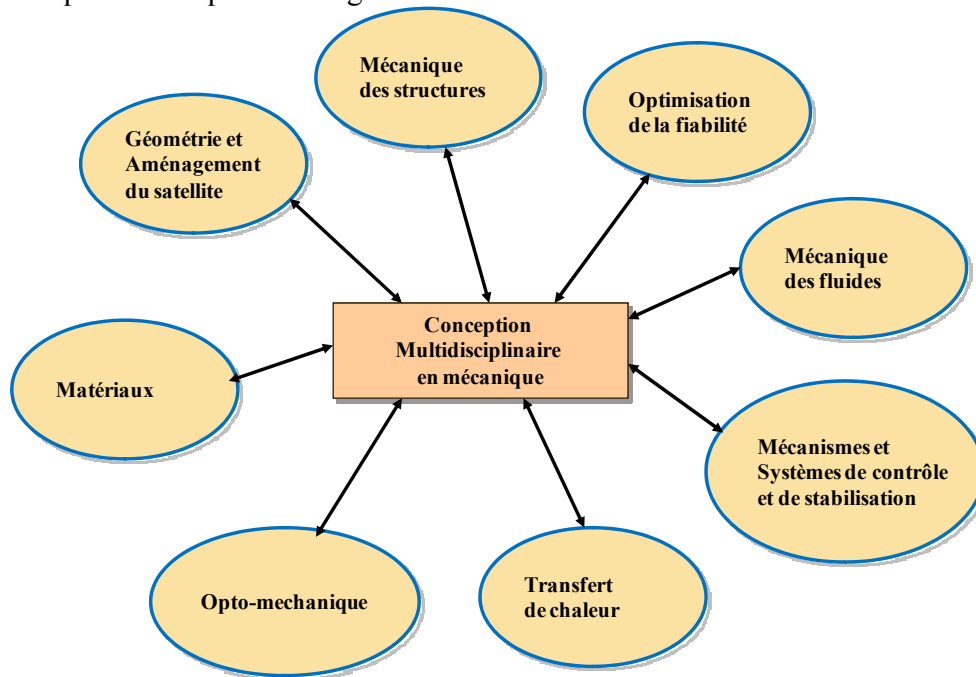 Mécanique
des structures
Optimisation
de la fiabilité
Géométrie et
Aménagement
du satellite
Mécanique
des fluides
Conception
Multidisciplinaire
en mécanique
Matériaux
Mécanismes et
Systèmes de contrôle
et de stabilisation
Opto-mechanique
Transfert
de chaleur